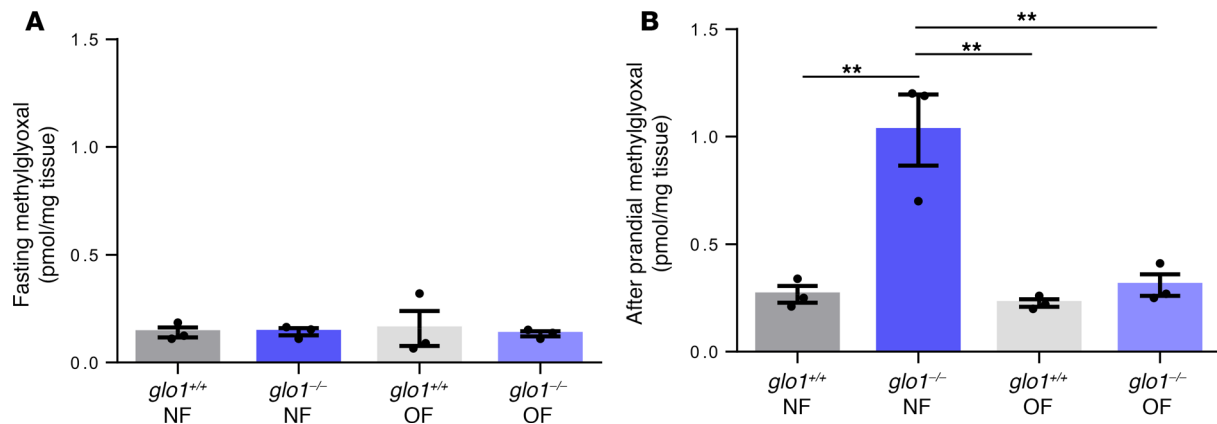 A
Fasting methylglyoxal
(pmol/mg tissue)
1.5
1.0
0.5
0.0
glo1+/+
NF
glo1−/−
NF
glo1+/+
OF
glo1−/−
OF
B
After prandial methylglyoxal
(pmol/mg tissue)
1.5
1.0
0.5
0.0
**
**
**
glo1+/+
NF
glo1−/−
NF
glo1+/+
OF
glo1−/−
OF